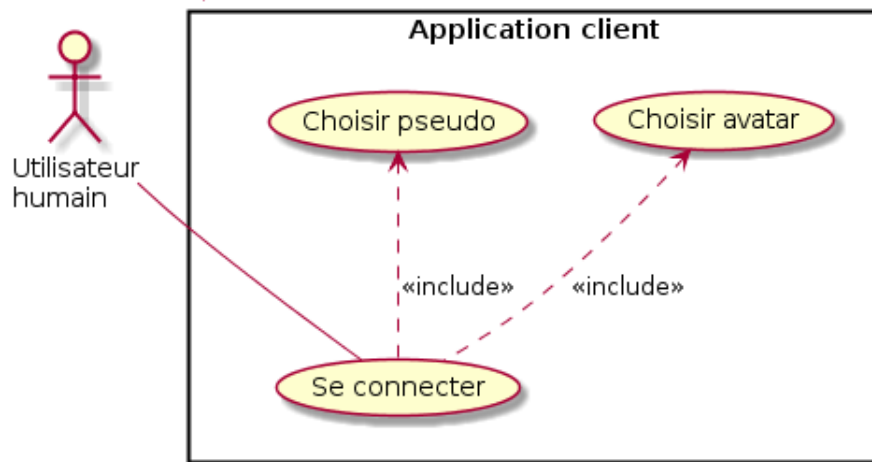 Application client
Choisir pseudo
Choisir avatar
Utilisateur
humain
«include»
«include»
Se connecter